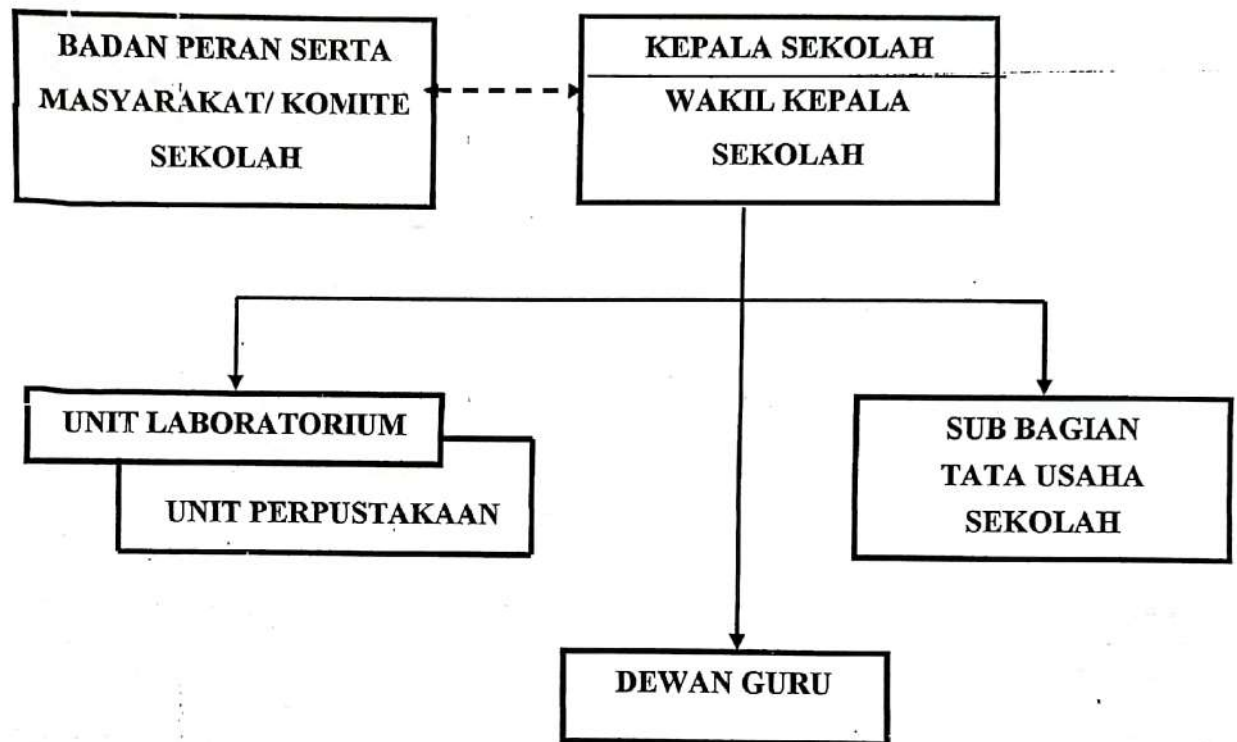 BADAN PERAN SERTA
MASYARAKAT/ KOMITE
SEKOLAH
KEPALA SEKOLAH
WAKIL KEPALA
SEKOLAH
UNIT LABORATORIUM
UNIT PERPUSTAKAAN
SUB BAGIAN
TATA USAHA
SEKOLAH
DEWAN GURU